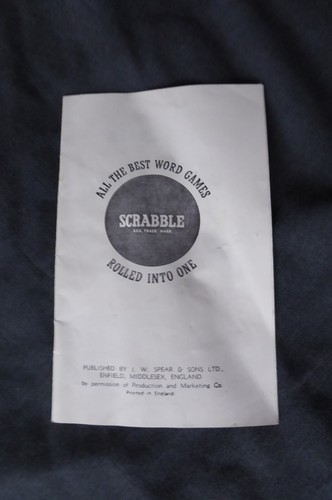 ALL THE BEST WORD GAMES
SCRABBLE
REG. TRADE MARK
ROLLED INTO ONE
PUBLISHED BY J. W. SPEAR & SONS LTD.,
ENFIELD, MIDDLESEX, ENGLAND
by permission of Production and Marketing Co
Printed in England